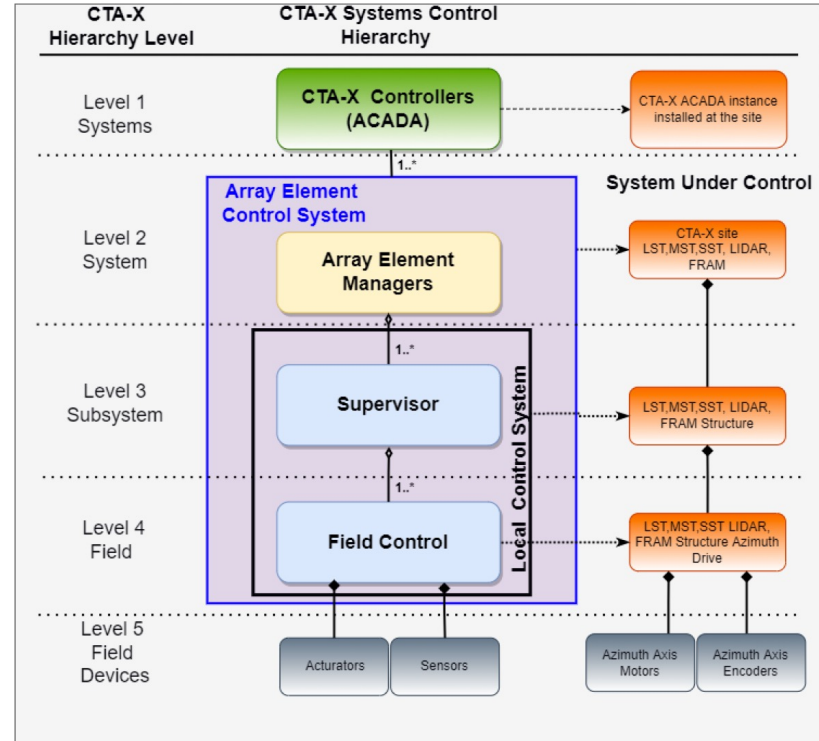 CTA-X
Hierarchy Level
CTA-X Systems Control
Hierarchy
Level 1
Systems
CTA-X Controllers
(ACADA)
CTA-X ACADA instance
installed at the site
1..*
Array Element
Control System
System Under Control
Level 2
System
Array Element
Managers
CTA-X site
LST,MST,SST, LIDAR,
FRAM
1..*
Level 3
Subsystem
Supervisor
Local Control System
LST,MST,SST, LIDAR,
FRAM Structure
1..*
Level 4
Field
Field Control
LST,MST,SST LIDAR,
FRAM Structure Azimuth
Drive
Level 5
Field
Devices
Acturators
Sensors
Azimuth Axis
Motors
Azimuth Axis
Encoders